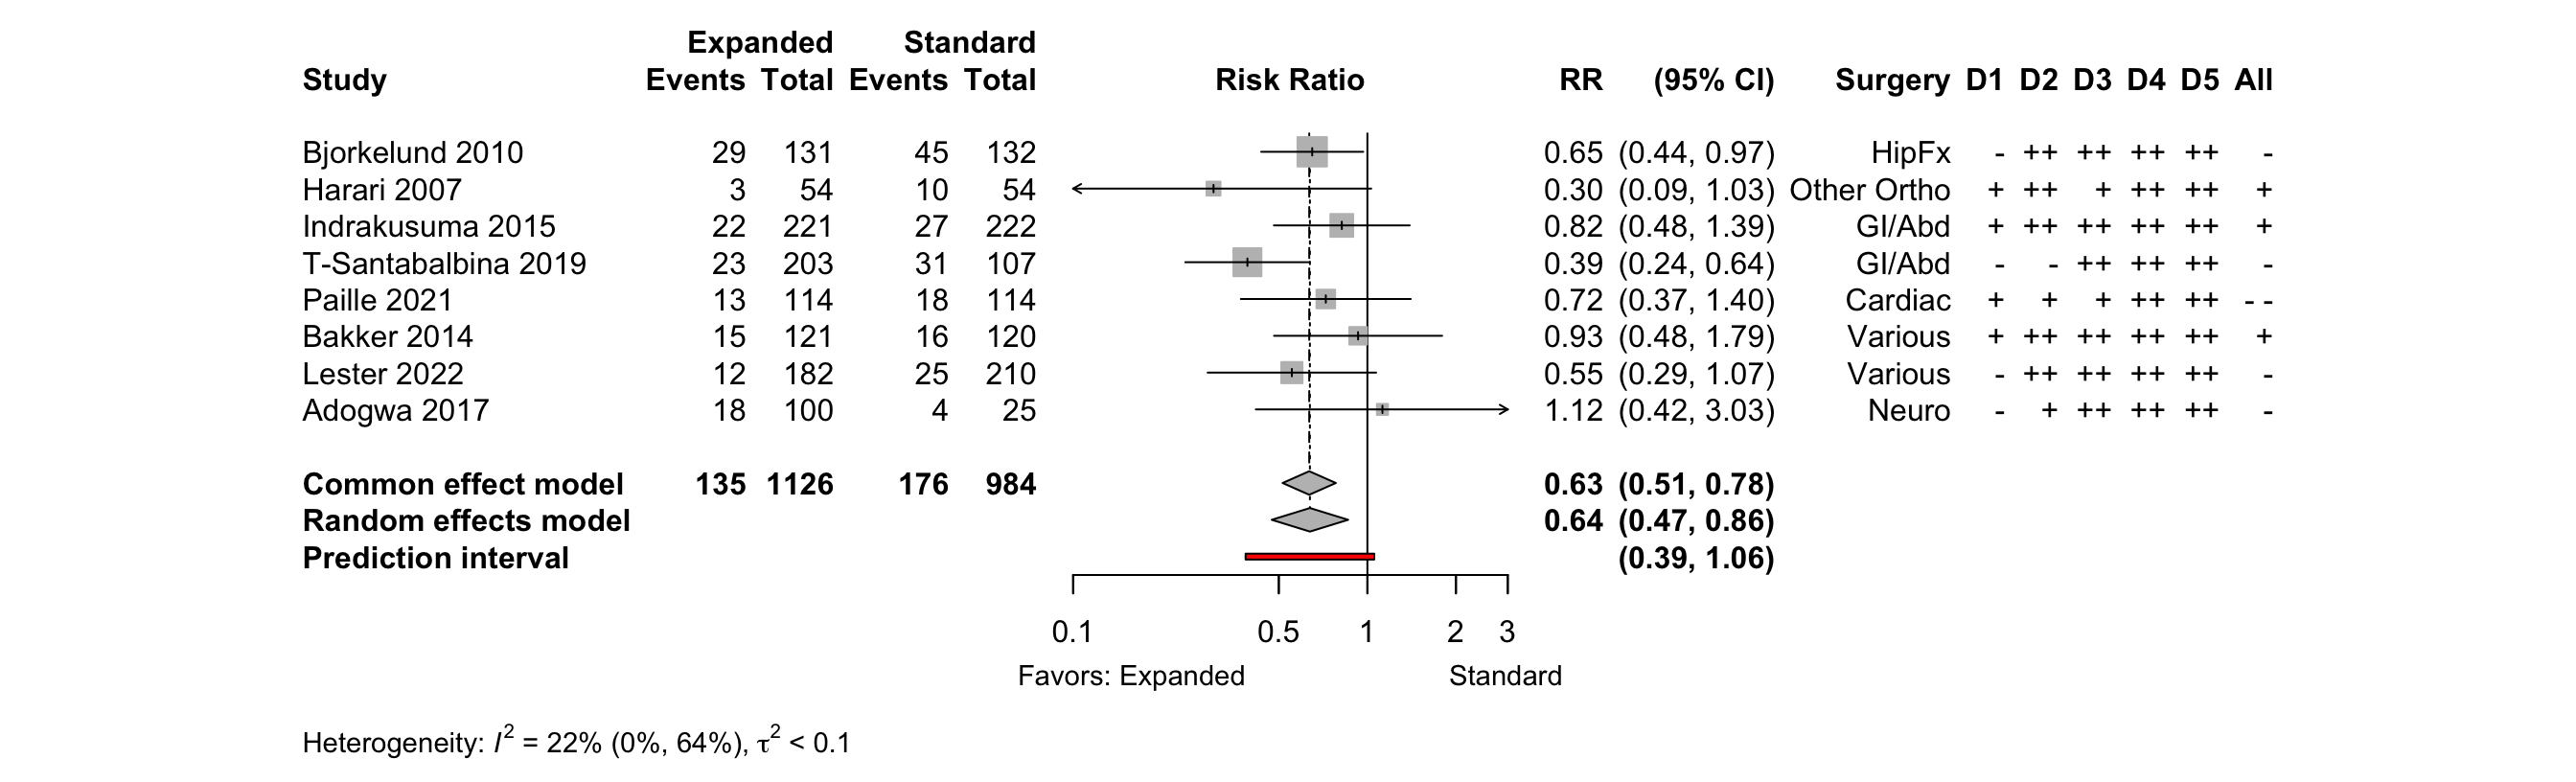 Expanded Standard
Study Events Total Events Total Risk Ratio RR (95% CI) Surgery D1 D2 D3 D4 D5 All
Bjorkelund 2010 29 131 45 132 0.65 (0.44, 0.97) HipFx - ++ ++ ++ ++ -
Harari 2007 3 54 10 54 0.30 (0.09, 1.03) Other Ortho + ++ + ++ ++ +
Indrakusuma 2015 22 221 27 222 0.82 (0.48, 1.39) GI/Abd + ++ ++ ++ ++ +
T-Santabalbina 2019 23 203 31 107 0.39 (0.24, 0.64) GI/Abd - - ++ ++ ++ -
Paille 2021 13 114 18 114 0.72 (0.37, 1.40) Cardiac + + + ++ ++ - -
Bakker 2014 15 121 16 120 0.93 (0.48, 1.79) Various + ++ ++ ++ ++ +
Lester 2022 12 182 25 210 0.55 (0.29, 1.07) Various - ++ ++ ++ ++ -
Adogwa 2017 18 100 4 25 1.12 (0.42, 3.03) Neuro - + ++ ++ ++ -
Common effect model 135 1126 176 984 0.63 (0.51, 0.78)
Random effects model 0.64 (0.47, 0.86)
Prediction interval (0.39, 1.06)
0.1 0.5 1 2 3
Favors: Expanded Standard
Heterogeneity: I² = 22% (0%, 64%), τ² < 0.1